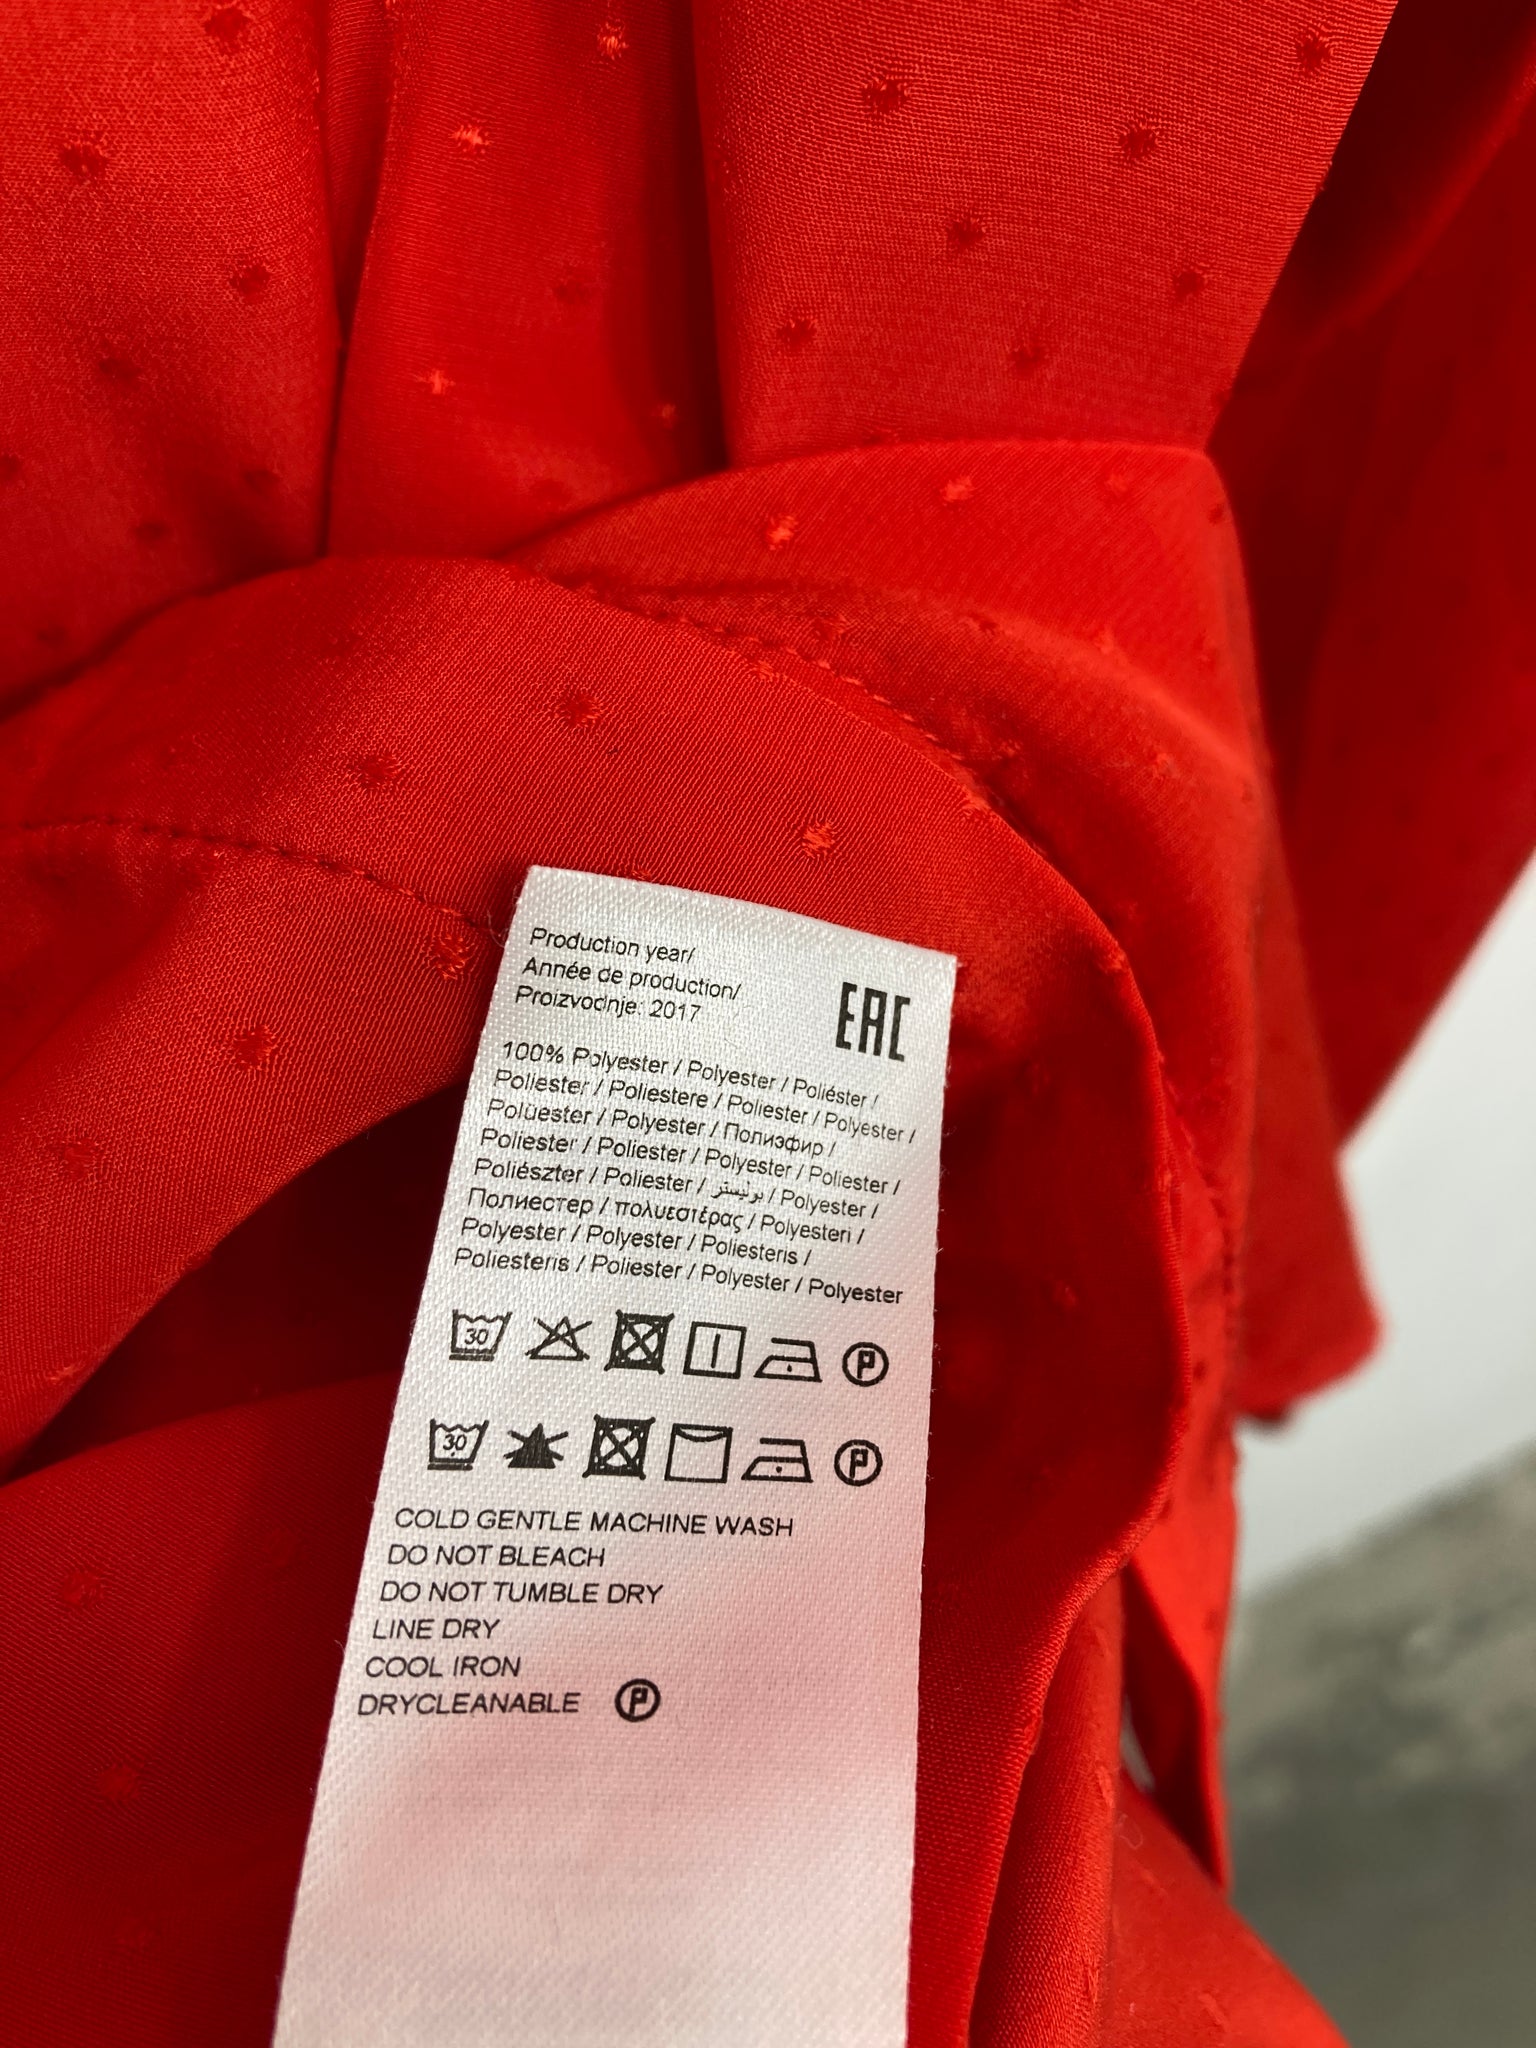 Production year/
Année de production/
Proizvodnje: 2017
EAC
100% Polyester / Polyester / Poliéster /
Poliester / Poliestere / Poliester / Polyester /
Polüester / Polyester / Полиэфир /
Poliester / Poliester / Polyester / Poliester /
Poliészter / Poliester / بوليستر / Polyester /
Полиестер / πολυεστέρας / Polyesteri /
Polyester / Polyester / Poliesteris /
Poliesteris / Poliester / Polyester / Polyester
30 P
30 P
COLD GENTLE MACHINE WASH
DO NOT BLEACH
DO NOT TUMBLE DRY
LINE DRY
COOL IRON
DRYCLEANABLE P